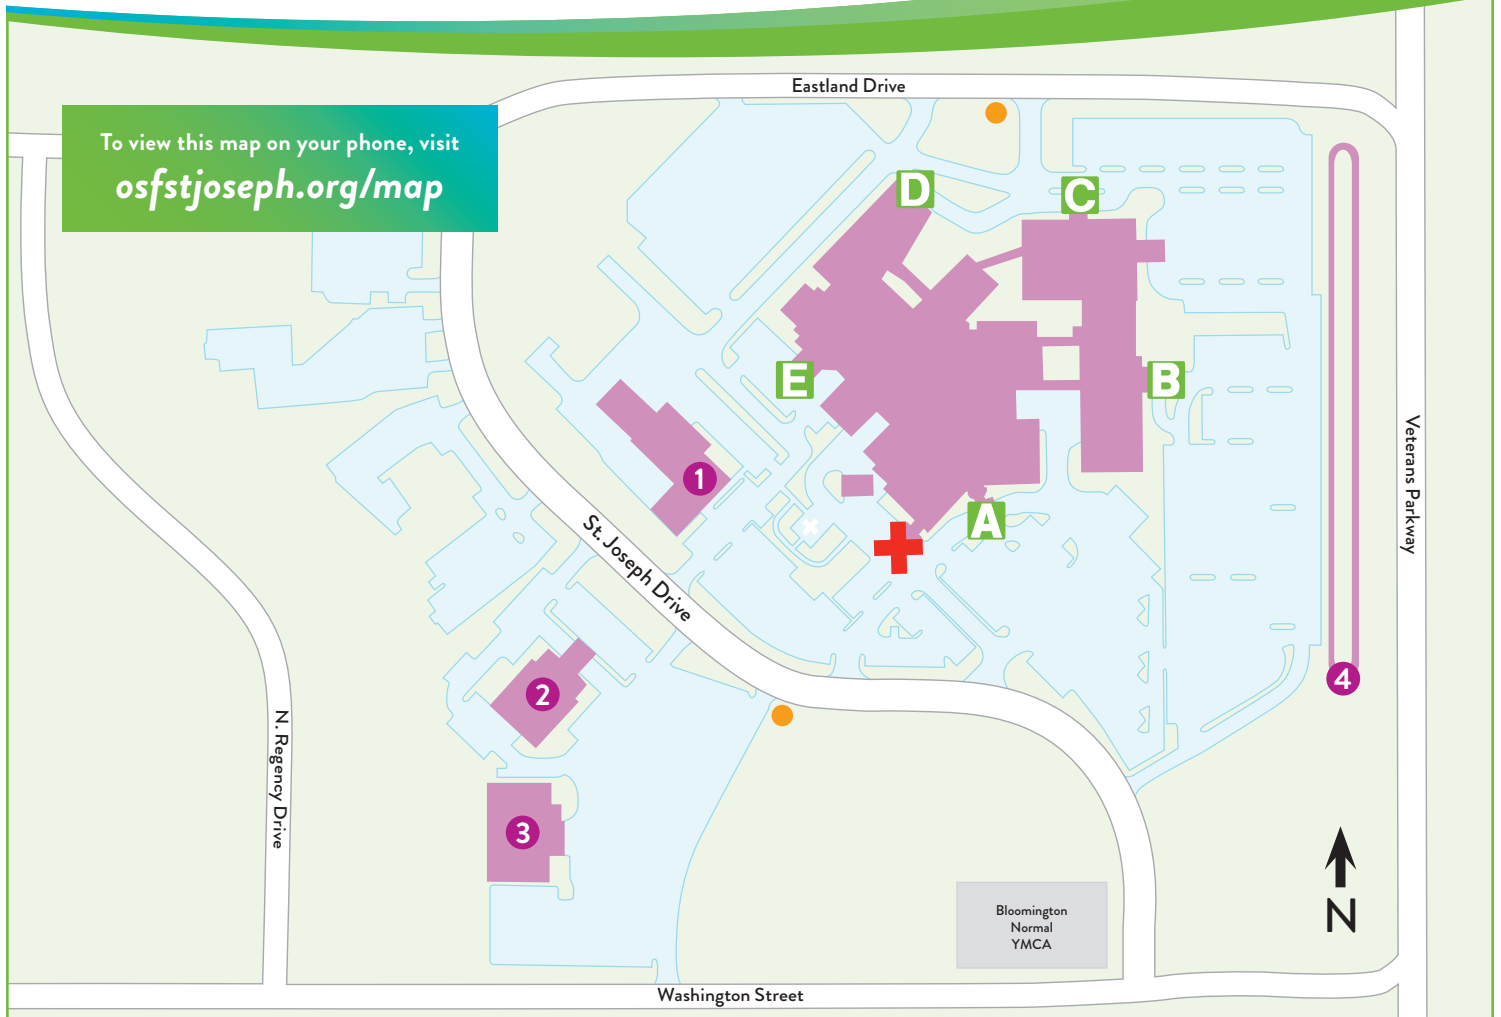 Eastland Drive
To view this map on your phone, visit
osfstjoseph.org/map
D
C
E
B
1
A
St. Joseph Drive
Veterans Parkway
2
4
N. Regency Drive
3
N
Bloomington
Normal
YMCA
Washington Street